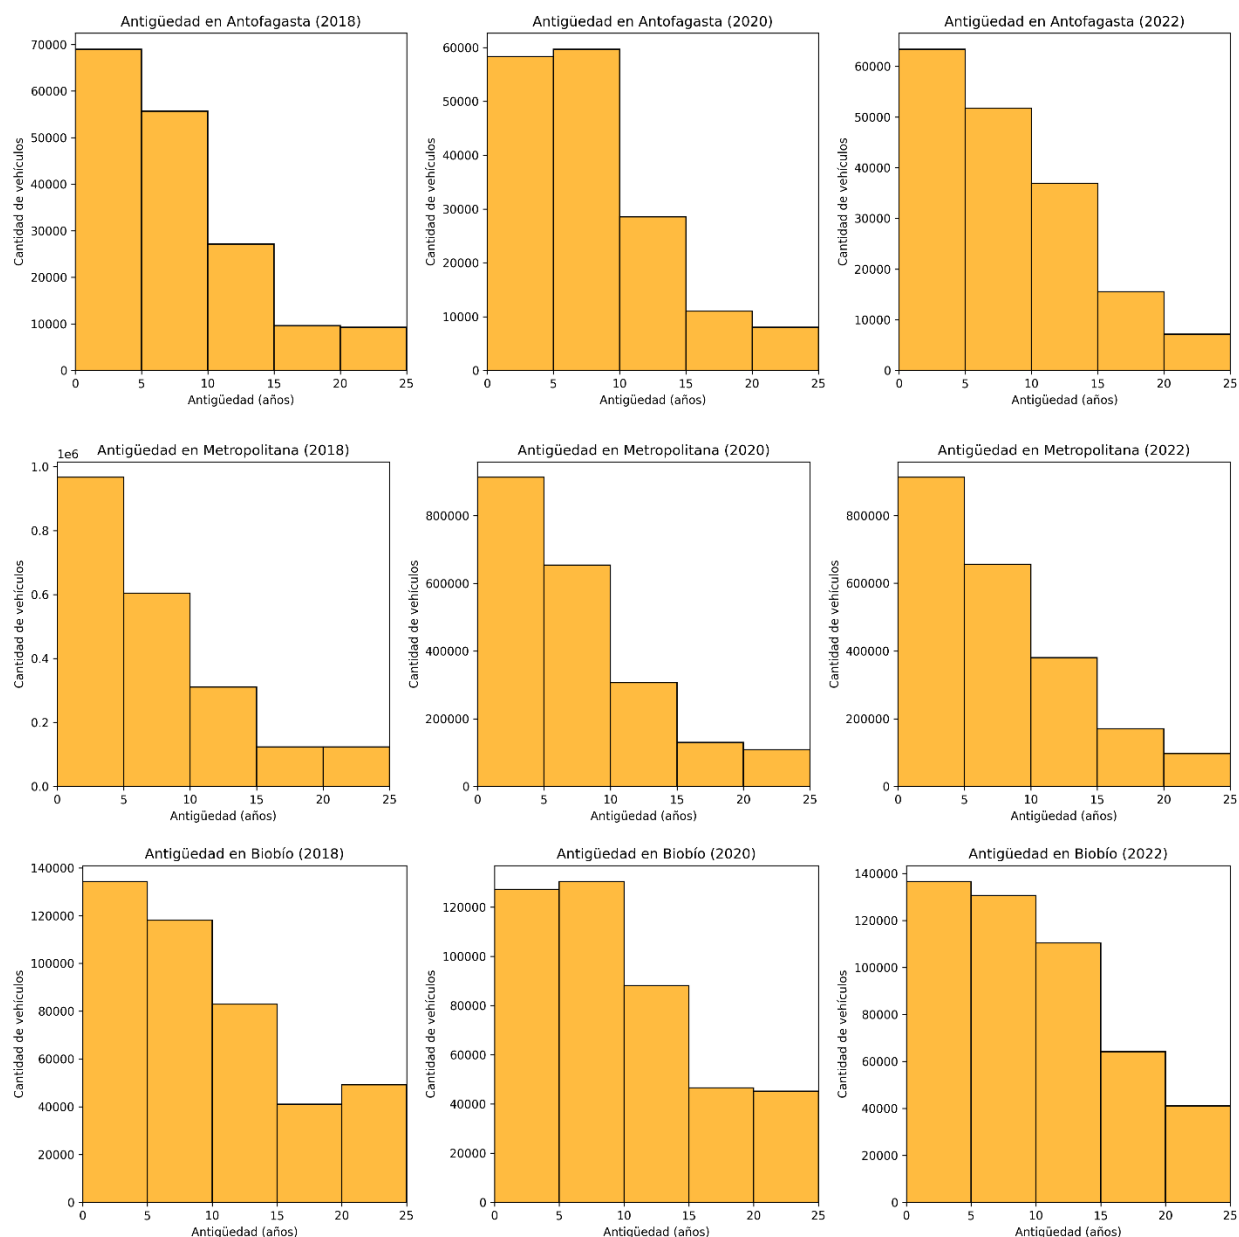 Antigüedad en Antofagasta (2018)
Cantidad de vehículos
70000
60000
50000
40000
30000
20000
10000
0
0 5 10 15 20 25
Antigüedad (años)
Antigüedad en Antofagasta (2020)
Cantidad de vehículos
60000
50000
40000
30000
20000
10000
0
0 5 10 15 20 25
Antigüedad (años)
Antigüedad en Antofagasta (2022)
Cantidad de vehículos
60000
50000
40000
30000
20000
10000
0
0 5 10 15 20 25
Antigüedad (años)
Antigüedad en Metropolitana (2018)
1e6
Cantidad de vehículos
1.0
0.8
0.6
0.4
0.2
0.0
0 5 10 15 20 25
Antigüedad (años)
Antigüedad en Metropolitana (2020)
Cantidad de vehículos
800000
600000
400000
200000
0
0 5 10 15 20 25
Antigüedad (años)
Antigüedad en Metropolitana (2022)
Cantidad de vehículos
800000
600000
400000
200000
0
0 5 10 15 20 25
Antigüedad (años)
Antigüedad en Biobío (2018)
Cantidad de vehículos
140000
120000
100000
80000
60000
40000
20000
0
0 5 10 15 20 25
Antigüedad (años)
Antigüedad en Biobío (2020)
Cantidad de vehículos
120000
100000
80000
60000
40000
20000
0
0 5 10 15 20 25
Antigüedad (años)
Antigüedad en Biobío (2022)
Cantidad de vehículos
140000
120000
100000
80000
60000
40000
20000
0
0 5 10 15 20 25
Antigüedad (años)